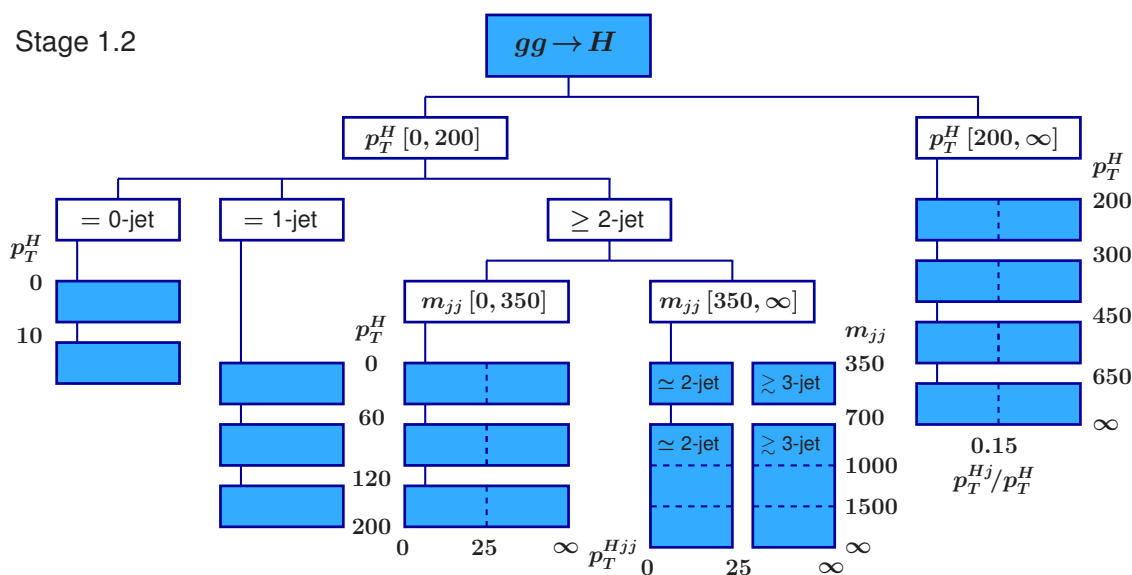 Stage 1.2
gg → H
p_T^H [0, 200]
p_T^H [200, ∞]
p_T^H
= 0-jet
= 1-jet
≥ 2-jet
200
p_T^H
0
300
m_jj [0, 350]
m_jj [350, ∞]
10
p_T^H
m_jj
450
0
≃ 2-jet
≳ 3-jet
350
650
60
700
∞
≃ 2-jet
≳ 3-jet
0.15
1000
p_T^Hj/p_T^H
120
1500
200
0
25
∞
p_T^Hjj
∞
0
25
∞